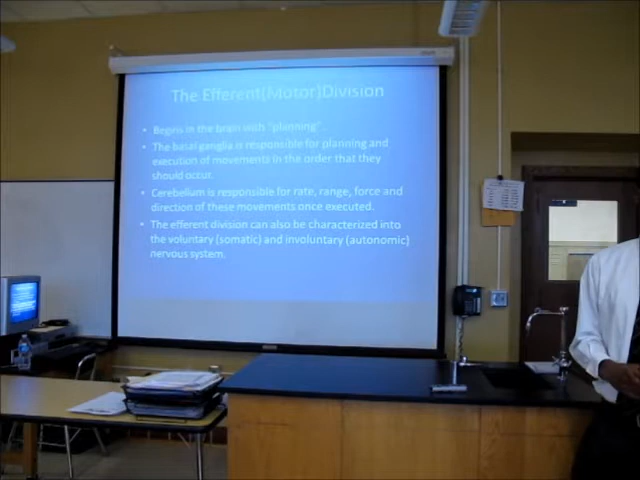 The Efferent(Motor)Division
• Begins in the brain with "planning".
• The basal ganglia is responsible for planning and
execution of movements in the order that they
should occur.
• Cerebellum is responsible for rate, range, force and
direction of these movements once executed.
• The efferent division can also be characterized into
the voluntary (somatic) and involuntary (autonomic)
nervous system.